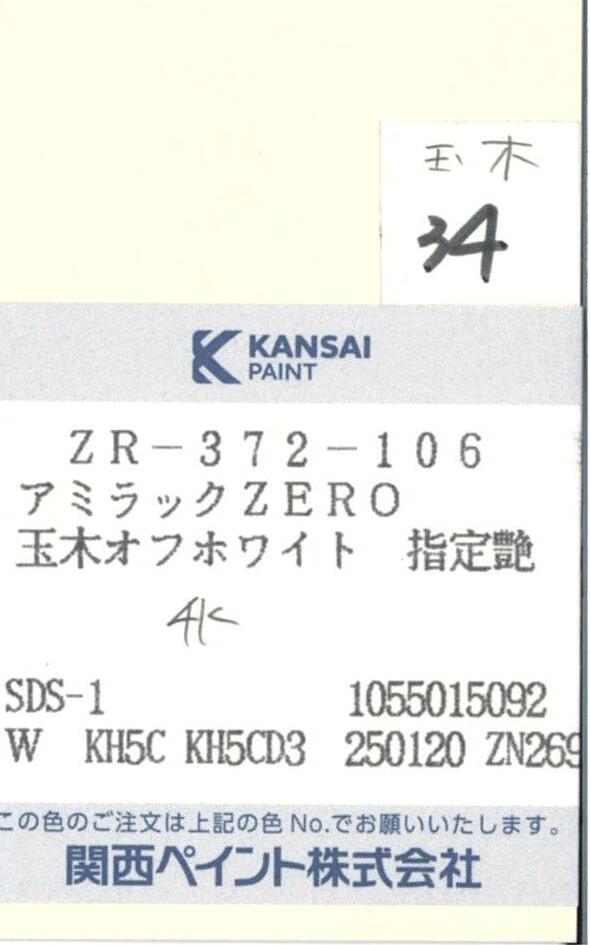 玉木
34
KANSAI
PAINT
ZR-372-106
アミラックZERO
玉木オフホワイト 指定艶
SDS-1 1055015092
W KH5C KH5CD3 250120 ZN269
この色のご注文は上記の色No.でお願いいたします。
関西ペイント株式会社